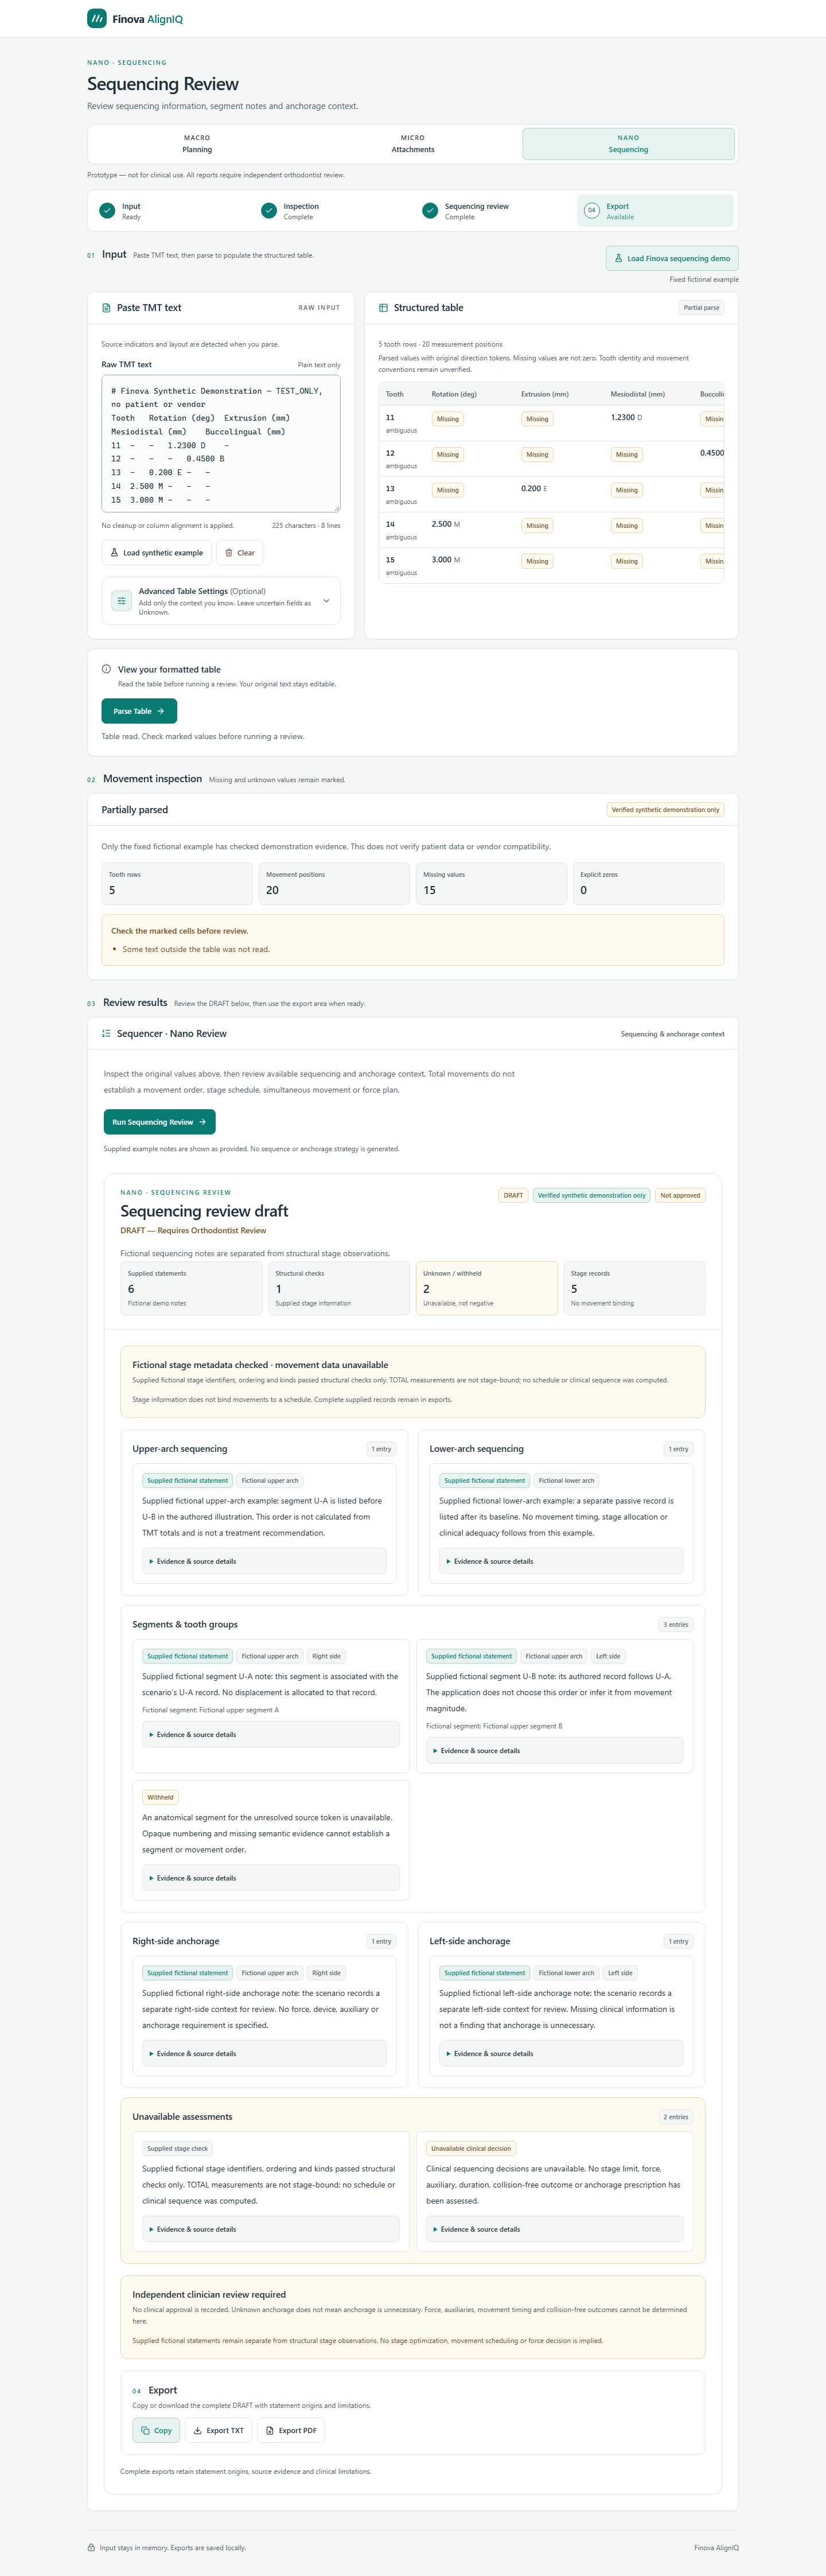 Finova AlignIQ
NANO · SEQUENCING
Sequencing Review
Review sequencing information, segment notes and anchorage context.
MACRO
Planning
MICRO
Attachments
NANO
Sequencing
Prototype — not for clinical use. All reports require independent orthodontist review.
Input
Ready
Inspection
Complete
Sequencing review
Complete
04
Export
Available
01 Input Paste TMT text, then parse to populate the structured table.
Load Finova sequencing demo
Fixed fictional example
Paste TMT text
RAW INPUT
Source indicators and layout are detected when you parse.
Raw TMT text
Plain text only
# Finova Synthetic Demonstration — TEST_ONLY,
no patient or vendor
Tooth Rotation (deg) Extrusion (mm)
Mesiodistal (mm) Buccolingual (mm)
11 – – 1.2300 D –
12 – – – 0.4500 B
13 – 0.200 E – –
14 2.500 M – – –
15 3.000 M – – –
No cleanup or column alignment is applied.
225 characters · 8 lines
Load synthetic example
Clear
Advanced Table Settings (Optional)
Add only the context you know. Leave uncertain fields as
Unknown.
Structured table
Partial parse
5 tooth rows · 20 measurement positions
Parsed values with original direction tokens. Missing values are not zero. Tooth identity and movement
conventions remain unverified.
Tooth Rotation (deg) Extrusion (mm) Mesiodistal (mm) Buccolin
11 Missing Missing 1.2300 D Missin
ambiguous
12 Missing Missing Missing 0.4500
ambiguous
13 Missing 0.200 E Missing Missin
ambiguous
14 2.500 M Missing Missing Missin
ambiguous
15 3.000 M Missing Missing Missin
ambiguous
View your formatted table
Read the table before running a review. Your original text stays editable.
Parse Table
Table read. Check marked values before running a review.
02 Movement inspection Missing and unknown values remain marked.
Partially parsed
Verified synthetic demonstration only
Only the fixed fictional example has checked demonstration evidence. This does not verify patient data or vendor compatibility.
Tooth rows
5
Movement positions
20
Missing values
15
Explicit zeros
0
Check the marked cells before review.
• Some text outside the table was not read.
03 Review results Review the DRAFT below, then use the export area when ready.
Sequencer · Nano Review
Sequencing & anchorage context
Inspect the original values above, then review available sequencing and anchorage context. Total movements do not
establish a movement order, stage schedule, simultaneous movement or force plan.
Run Sequencing Review
Supplied example notes are shown as provided. No sequence or anchorage strategy is generated.
NANO · SEQUENCING REVIEW
DRAFT
Verified synthetic demonstration only
Not approved
Sequencing review draft
DRAFT — Requires Orthodontist Review
Fictional sequencing notes are separated from structural stage observations.
Supplied statements
6
Fictional demo notes
Structural checks
1
Supplied stage information
Unknown / withheld
2
Unavailable, not negative
Stage records
5
No movement binding
Fictional stage metadata checked · movement data unavailable
Supplied fictional stage identifiers, ordering and kinds passed structural checks only. TOTAL measurements are not stage-bound; no schedule or clinical sequence was computed.
Stage information does not bind movements to a schedule. Complete supplied records remain in exports.
Upper-arch sequencing
1 entry
Supplied fictional statement Fictional upper arch
Supplied fictional upper-arch example: segment U-A is listed before
U-B in the authored illustration. This order is not calculated from
TMT totals and is not a treatment recommendation.
Evidence & source details
Lower-arch sequencing
1 entry
Supplied fictional statement Fictional lower arch
Supplied fictional lower-arch example: a separate passive record is
listed after its baseline. No movement timing, stage allocation or
clinical adequacy follows from this example.
Evidence & source details
Segments & tooth groups
3 entries
Supplied fictional statement Fictional upper arch Right side
Supplied fictional segment U-A note: this segment is associated with the
scenario's U-A record. No displacement is allocated to that record.
Fictional segment: Fictional upper segment A
Evidence & source details
Supplied fictional statement Fictional upper arch Left side
Supplied fictional segment U-B note: its authored record follows U-A.
The application does not choose this order or infer it from movement
magnitude.
Fictional segment: Fictional upper segment B
Evidence & source details
Withheld
An anatomical segment for the unresolved source token is unavailable.
Opaque numbering and missing semantic evidence cannot establish a
segment or movement order.
Evidence & source details
Right-side anchorage
1 entry
Supplied fictional statement Fictional upper arch Right side
Supplied fictional right-side anchorage note: the scenario records a
separate right-side context for review. No force, device, auxiliary or
anchorage requirement is specified.
Evidence & source details
Left-side anchorage
1 entry
Supplied fictional statement Fictional lower arch Left side
Supplied fictional left-side anchorage note: the scenario records a
separate left-side context for review. Missing clinical information is
not a finding that anchorage is unnecessary.
Evidence & source details
Unavailable assessments
2 entries
Supplied stage check
Supplied fictional stage identifiers, ordering and kinds passed structural
checks only. TOTAL measurements are not stage-bound; no schedule or
clinical sequence was computed.
Evidence & source details
Unavailable clinical decision
Clinical sequencing decisions are unavailable. No stage limit, force,
auxiliary, duration, collision-free outcome or anchorage prescription has
been assessed.
Evidence & source details
Independent clinician review required
No clinical approval is recorded. Unknown anchorage does not mean anchorage is unnecessary. Force, auxiliaries, movement timing and collision-free outcomes cannot be determined
here.
Supplied fictional statements remain separate from structural stage observations. No stage optimization, movement scheduling or force decision is implied.
04 Export
Copy or download the complete DRAFT with statement origins and limitations.
Copy
Export TXT
Export PDF
Complete exports retain statement origins, source evidence and clinical limitations.
Input stays in memory. Exports are saved locally.
Finova AlignIQ